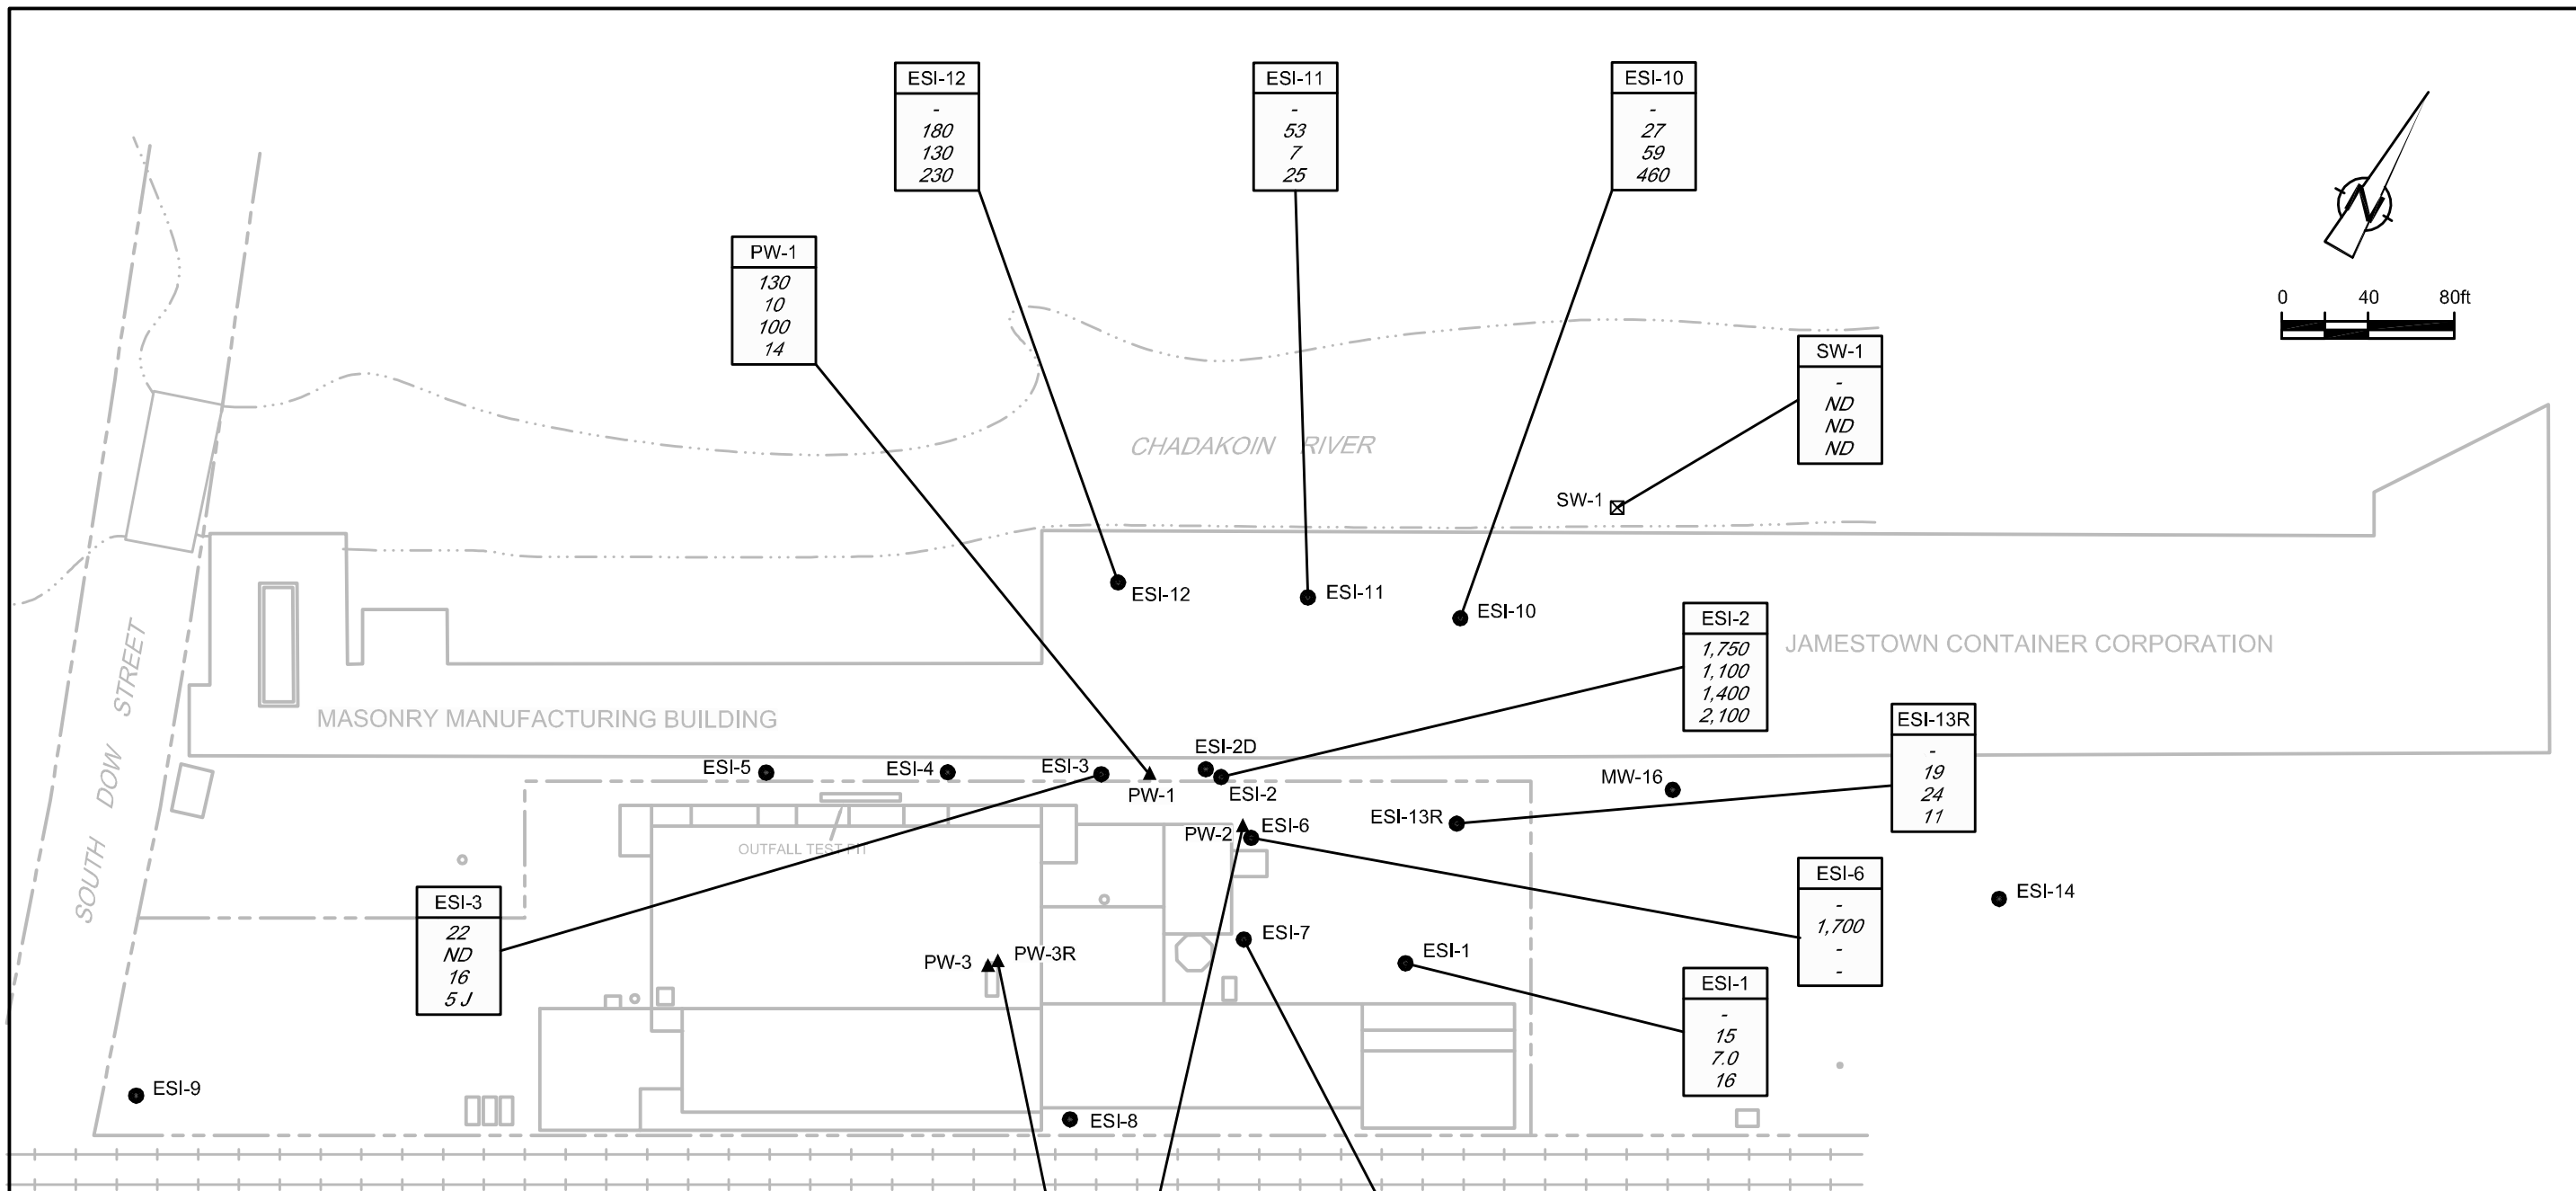 ESI-12
-
180
130
230
ESI-11
-
53
7
25
ESI-10
-
27
59
460
N
0 40 80ft
PW-1
130
10
100
14
SW-1
-
ND
ND
ND
CHADAKOIN RIVER
SW-1
ESI-12
ESI-11
ESI-10
ESI-2
1,750
1,100
1,400
2,100
JAMESTOWN CONTAINER CORPORATION
SOUTH DOW STREET
MASONRY MANUFACTURING BUILDING
ESI-13R
-
19
24
11
ESI-5
ESI-4
ESI-3
PW-1
ESI-2D
ESI-2
MW-16
ESI-13R
PW-2
ESI-6
OUTFALL TEST PIT
ESI-6
-
1,700
-
-
ESI-3
22
ND
16
5 J
ESI-14
ESI-7
PW-3
PW-3R
ESI-1
ESI-1
-
15
7.0
16
ESI-9
ESI-8